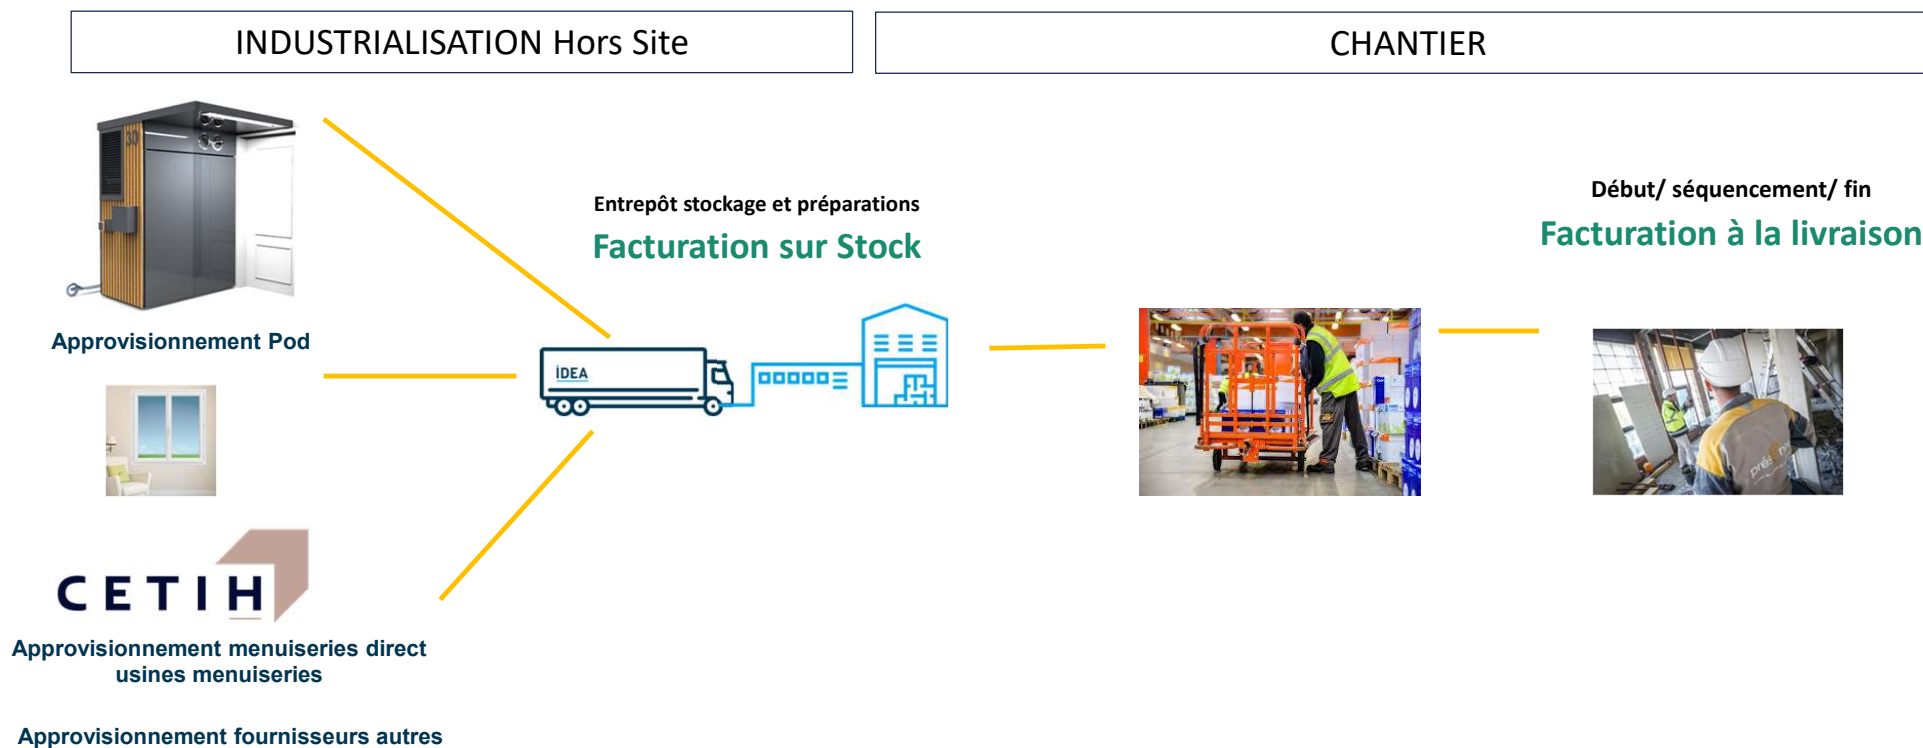 INDUSTRIALISATION Hors Site
CHANTIER
Entrepôt stockage et préparations
Facturation sur Stock
Début/ séquencement/ fin
Facturation à la livraison
Approvisionnement Pod
IDEA
CETIH
Approvisionnement menuiseries direct
usines menuiseries
Approvisionnement fournisseurs autres